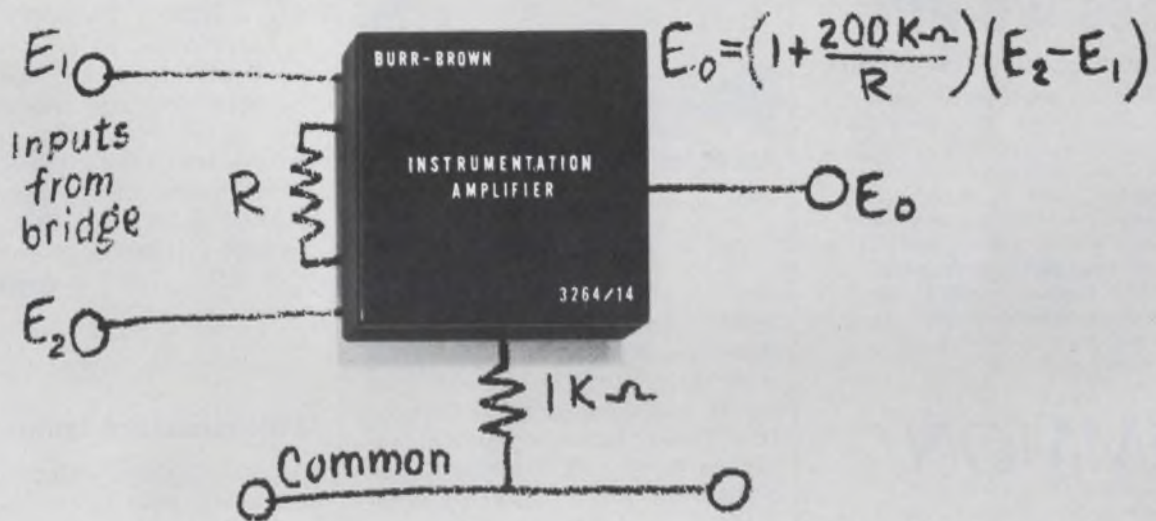 E₁
Inputs
from
bridge
E₂
R
BURR-BROWN
INSTRUMENTATION
AMPLIFIER
3264/14
E₀=(1+200KΩ/R)(E₂-E₁)
E₀
1KΩ
Common